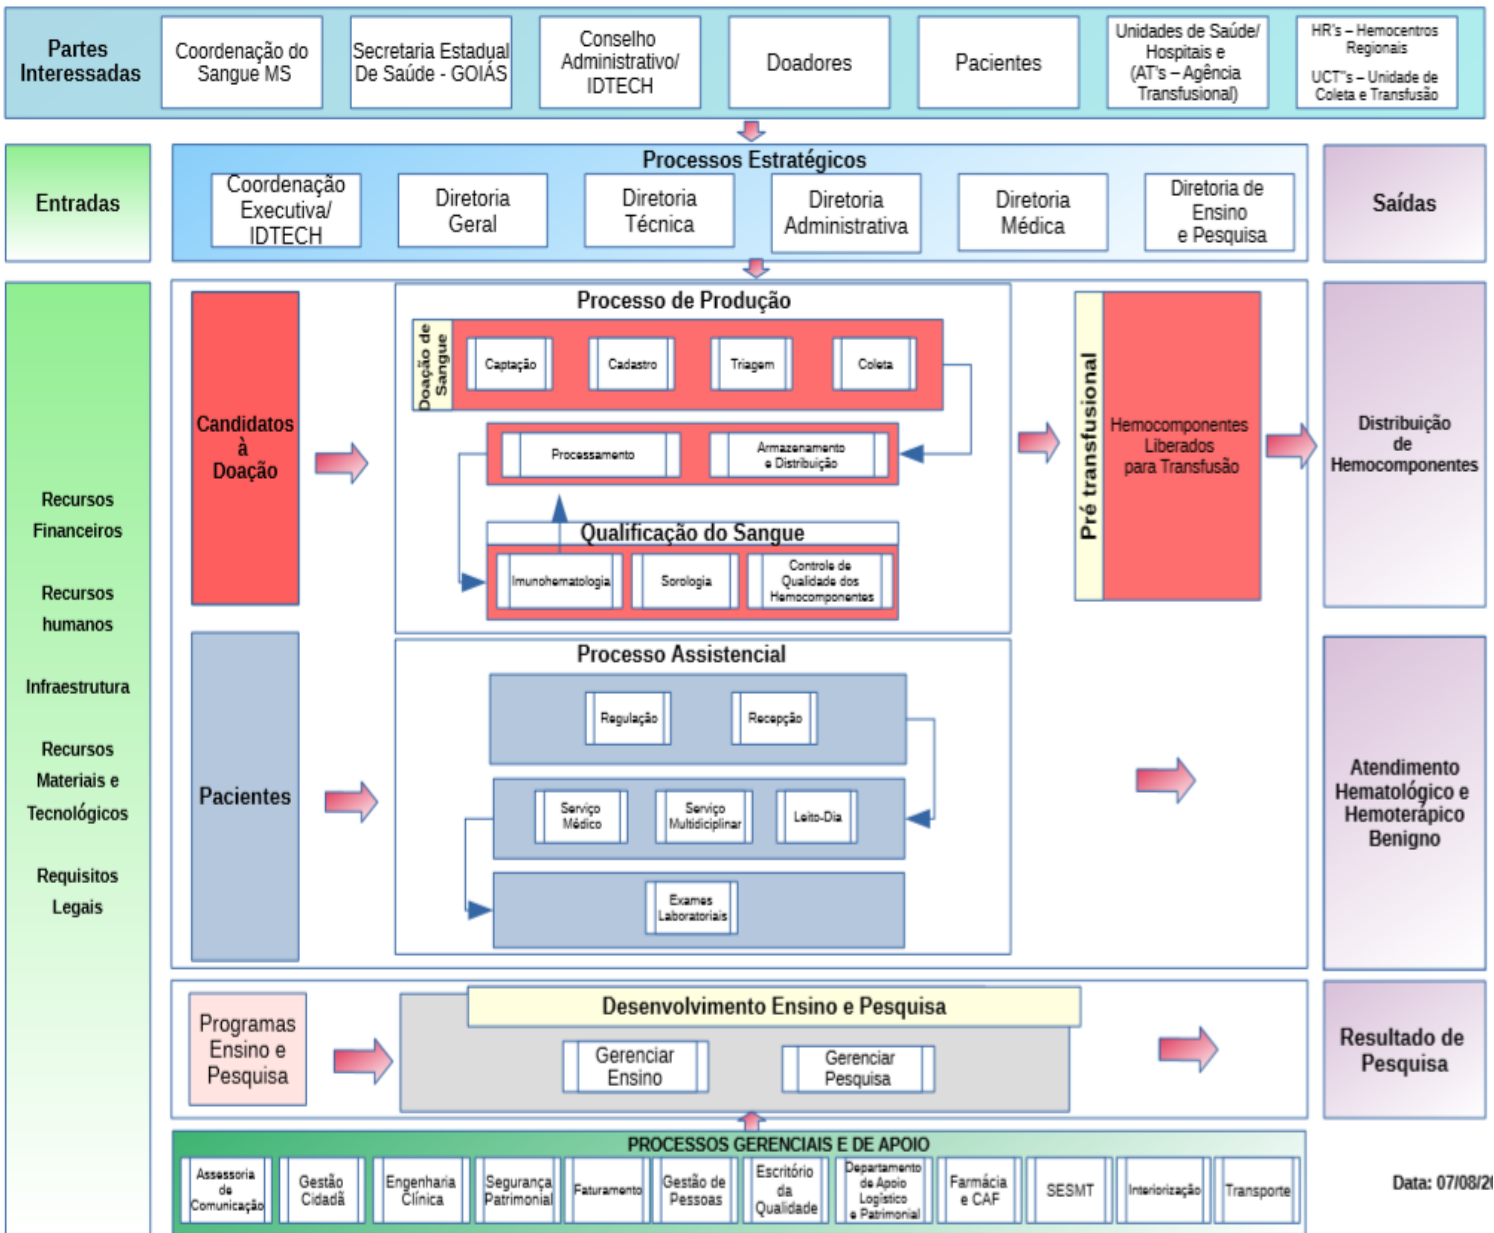 Partes
Interessadas
Coordenação do
Sangue MS
Secretaria Estadual
De Saúde - GOIÁS
Conselho
Administrativo/
IDTECH
Doadores
Pacientes
Unidades de Saúde/
Hospitais e
(AT's – Agência
Transfusional)
HR's – Hemocentros
Regionais
UCT"s – Unidade de
Coleta e Transfusão
Entradas
Processos Estratégicos
Coordenação
Executiva/
IDTECH
Diretoria
Geral
Diretoria
Técnica
Diretoria
Administrativa
Diretoria
Médica
Diretoria de
Ensino
e Pesquisa
Saídas
Recursos
Financeiros
Recursos
humanos
Infraestrutura
Recursos
Materiais e
Tecnológicos
Requisitos
Legais
Candidatos
à
Doação
Processo de Produção
Doação de
Sangue
Captação
Cadastro
Triagem
Coleta
Processamento
Armazenamento
e Distribuição
Qualificação do Sangue
Imunohematologia
Sorologia
Controle de
Qualidade dos
Hemocomponentes
Pré transfusional
Hemocomponentes
Liberados
para Transfusão
Distribuição
de
Hemocomponentes
Pacientes
Processo Assistencial
Regulação
Recepção
Serviço
Médico
Serviço
Multidiciplinar
Leito-Dia
Exames
Laboratoriais
Atendimento
Hematológico e
Hemoterápico
Benigno
Programas
Ensino e
Pesquisa
Desenvolvimento Ensino e Pesquisa
Gerenciar
Ensino
Gerenciar
Pesquisa
Resultado de
Pesquisa
PROCESSOS GERENCIAIS E DE APOIO
Assessoria
de
Comunicação
Gestão
Cidadã
Engenharia
Clínica
Segurança
Patrimonial
Faturamento
Gestão de
Pessoas
Escritório
da
Qualidade
Departamento
de Apoio
Logístico
e Patrimonial
Farmácia
e CAF
SESMT
Interiorização
Transporte
Data: 07/08/20